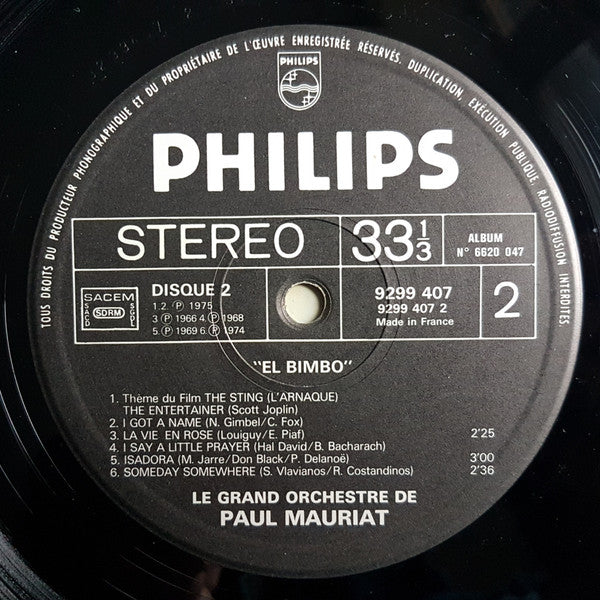 TOUS DROITS DU PRODUCTEUR PHONOGRAPHIQUE ET DU PROPRIÉTAIRE DE L'ŒUVRE ENREGISTRÉE RÉSERVÉS. DUPLICATION, EXÉCUTION PUBLIQUE, RADIODIFFUSION INTERDITES
PHILIPS
PHILIPS
STEREO
33 1/3
ALBUM
N° 6620 047
SACEM
SACD
SDRM
SGDL
DISQUE 2
1.2 Ⓟ 1975
3 Ⓟ 1966 4. Ⓟ 1968
5. Ⓟ 1969 6. Ⓟ 1974
9299 407
9299 407 2
Made in France
2
"EL BIMBO"
1. Thème du Film THE STING (L'ARNAQUE)
THE ENTERTAINER (Scott Joplin)
2. I GOT A NAME (N. Gimbel/C. Fox)
3. LA VIE EN ROSE (Louiguy/E. Piaf) 2'25
4. I SAY A LITTLE PRAYER (Hal David/B. Bacharach)
5. ISADORA (M. Jarre/Don Black/P. Delanoë) 3'00
6. SOMEDAY SOMEWHERE (S. Vlavianos/R. Costandinos) 2'36
LE GRAND ORCHESTRE DE
PAUL MAURIAT